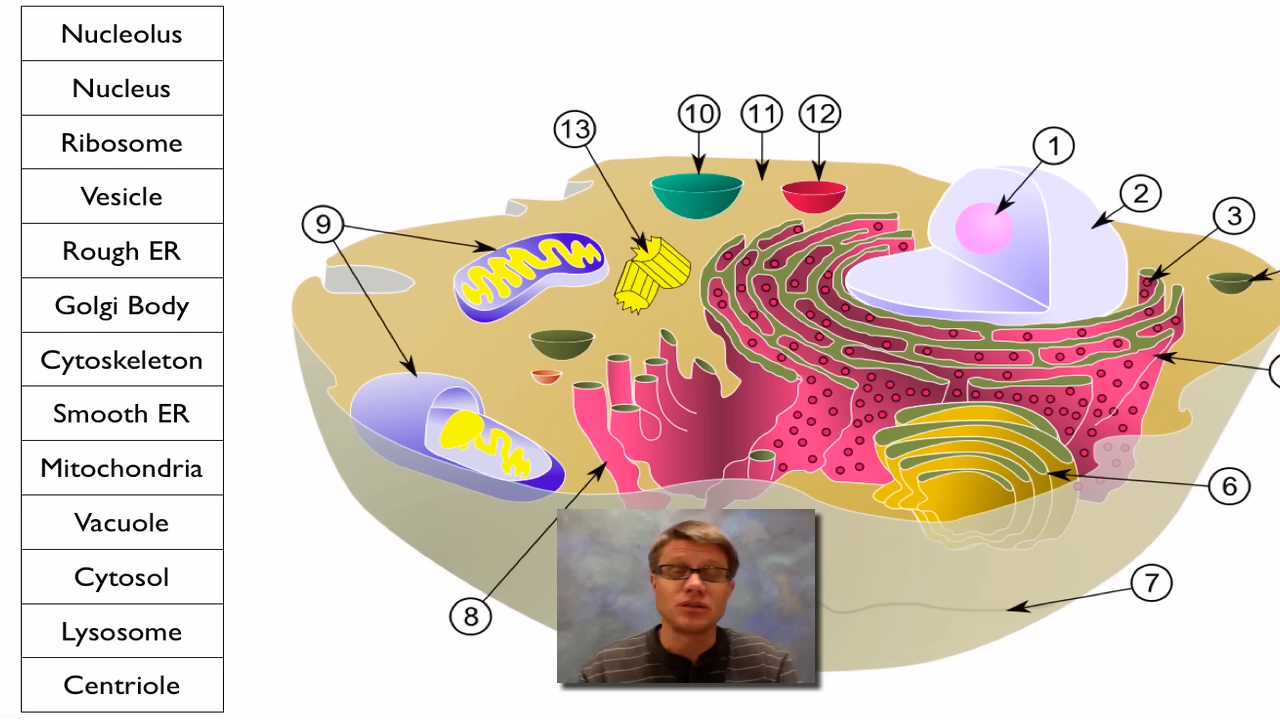 Nucleolus
Nucleus
Ribosome
Vesicle
Rough ER
Golgi Body
Cytoskeleton
Smooth ER
Mitochondria
Vacuole
Cytosol
Lysosome
Centriole
10
11
12
13
1
2
3
9
6
7
8